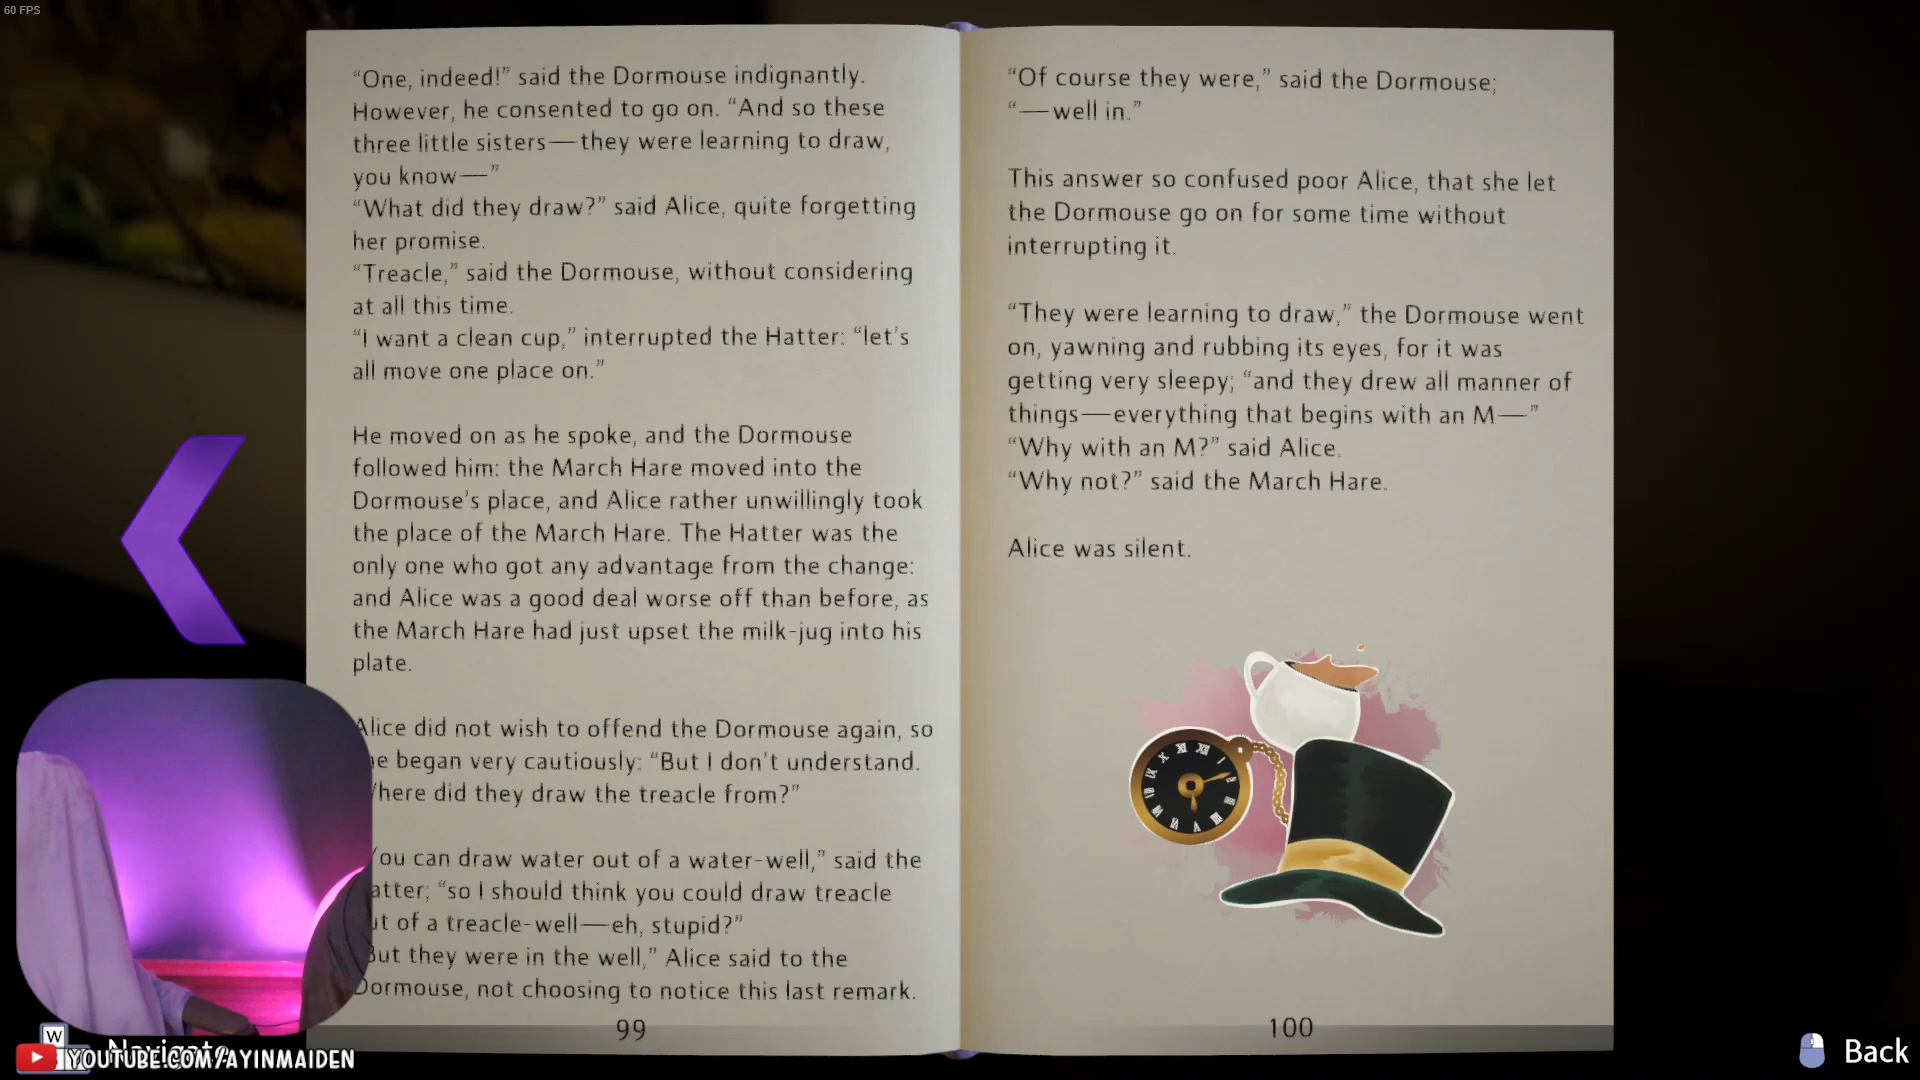 60 FPS
“One, indeed!” said the Dormouse indignantly.
However, he consented to go on. “And so these
three little sisters—they were learning to draw,
you know—”
“What did they draw?” said Alice, quite forgetting
her promise.
“Treacle,” said the Dormouse, without considering
at all this time.
“I want a clean cup,” interrupted the Hatter: “let's
all move one place on.”
He moved on as he spoke, and the Dormouse
followed him: the March Hare moved into the
Dormouse's place, and Alice rather unwillingly took
the place of the March Hare. The Hatter was the
only one who got any advantage from the change:
and Alice was a good deal worse off than before, as
the March Hare had just upset the milk-jug into his
plate.
Alice did not wish to offend the Dormouse again, so
began very cautiously: “But I don't understand.
did they draw the treacle from?”
can draw water out of a water-well,” said the
“so I should think you could draw treacle
of a treacle-well—eh, stupid?”
they were in the well,” Alice said to the
Dormouse, not choosing to notice this last remark.
99
“Of course they were,” said the Dormouse;
“—well in.”
This answer so confused poor Alice, that she let
the Dormouse go on for some time without
interrupting it.
“They were learning to draw,” the Dormouse went
on, yawning and rubbing its eyes, for it was
getting very sleepy; “and they drew all manner of
things—everything that begins with an M—”
“Why with an M?” said Alice.
“Why not?” said the March Hare.
Alice was silent.
100
W
YOUTUBE.COM/AYINMAIDEN
Back